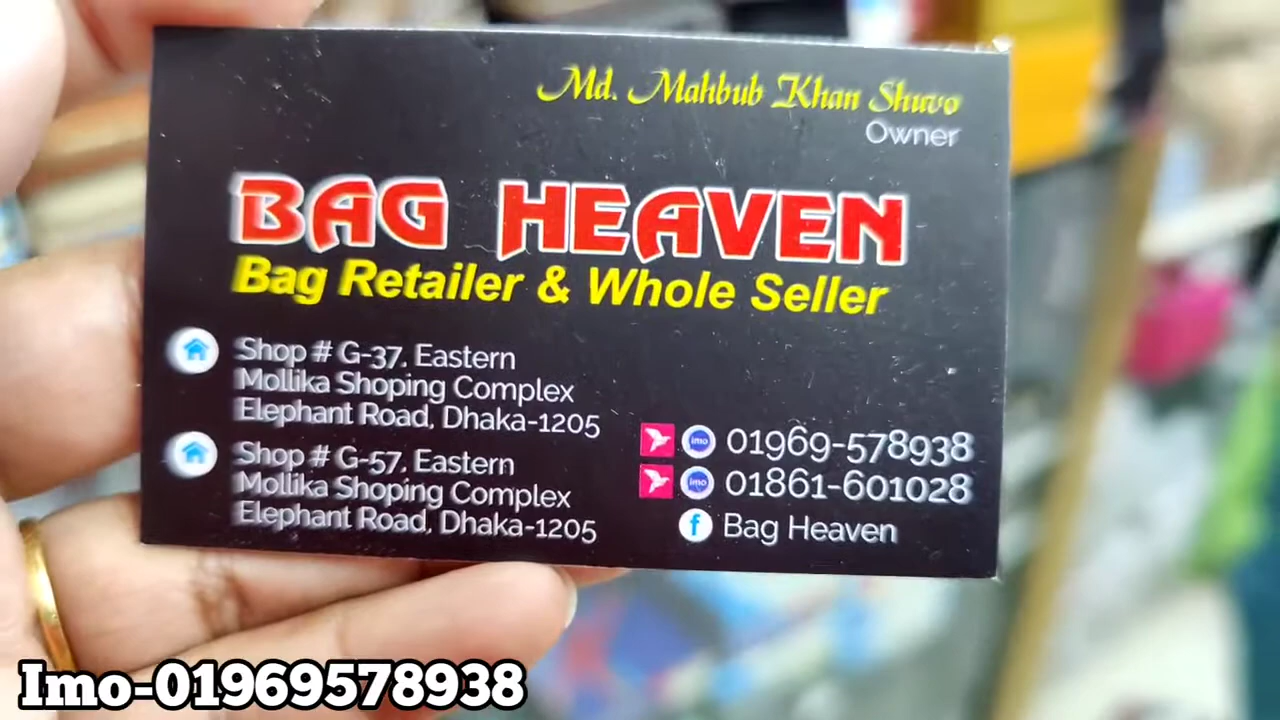 Md. Mahbub Khan Shuvo
Owner
BAG HEAVEN
Bag Retailer & Whole Seller
Shop # G-37, Eastern
Mollika Shoping Complex
Elephant Road, Dhaka-1205
Shop # G-57, Eastern
Mollika Shoping Complex
Elephant Road, Dhaka-1205
imo 01969-578938
imo 01861-601028
f Bag Heaven
Imo-01969578938